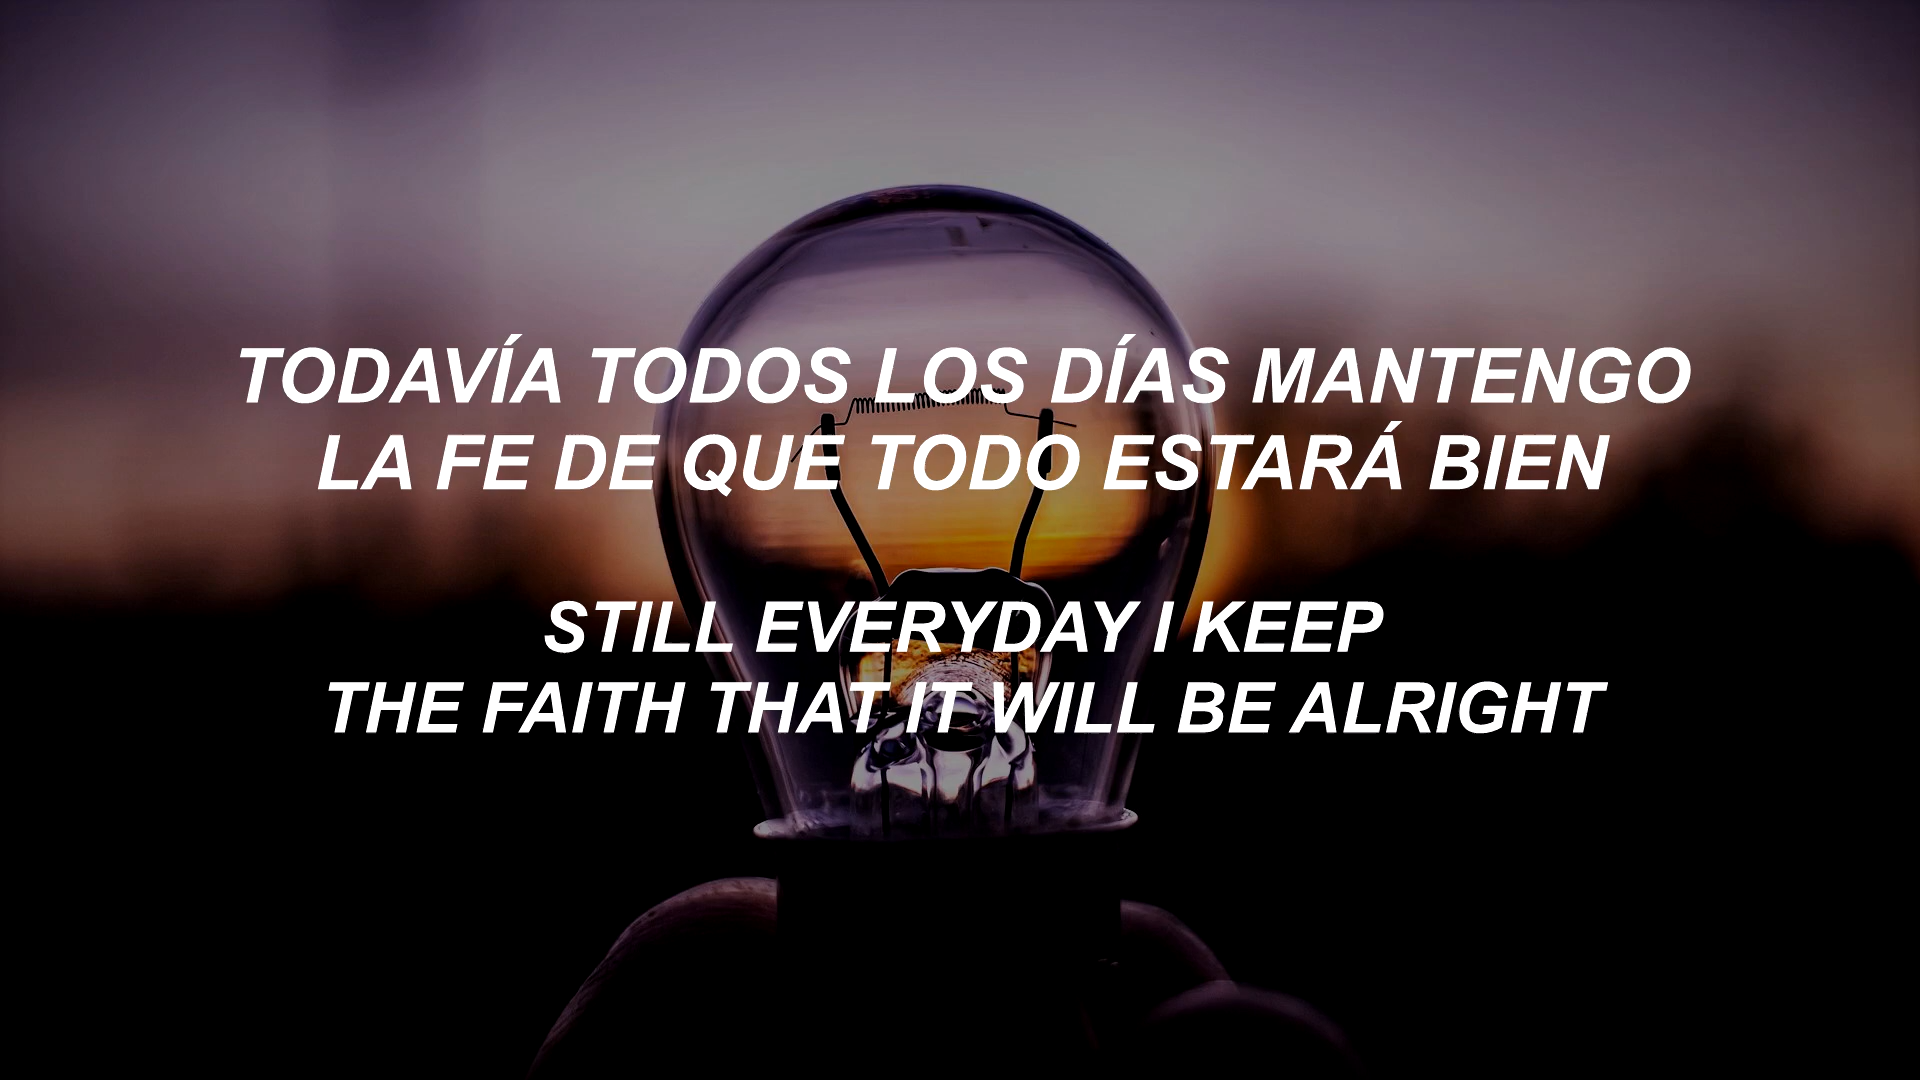 TODAVÍA TODOS LOS DÍAS MANTENGO
LA FE DE QUE TODO ESTARÁ BIEN
STILL EVERYDAY I KEEP
THE FAITH THAT IT WILL BE ALRIGHT